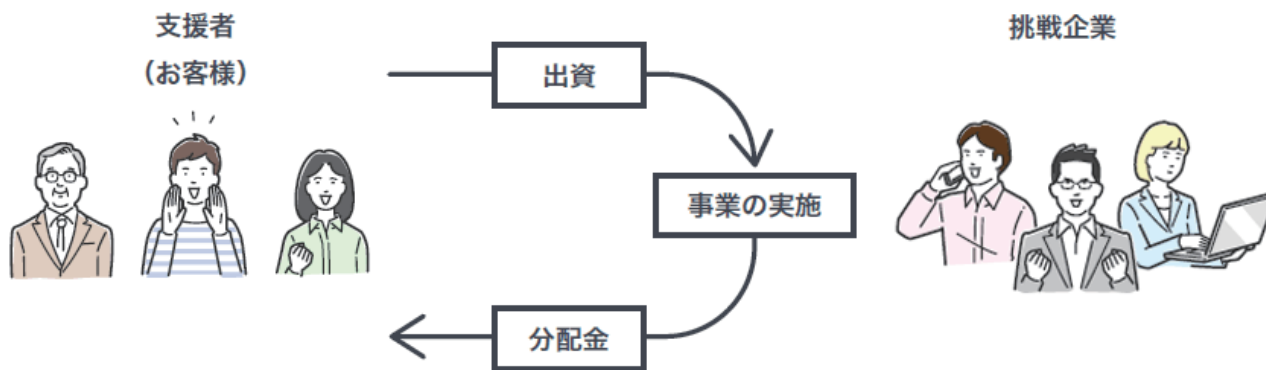 支援者
（お客様）
出資
挑戦企業
事業の実施
分配金